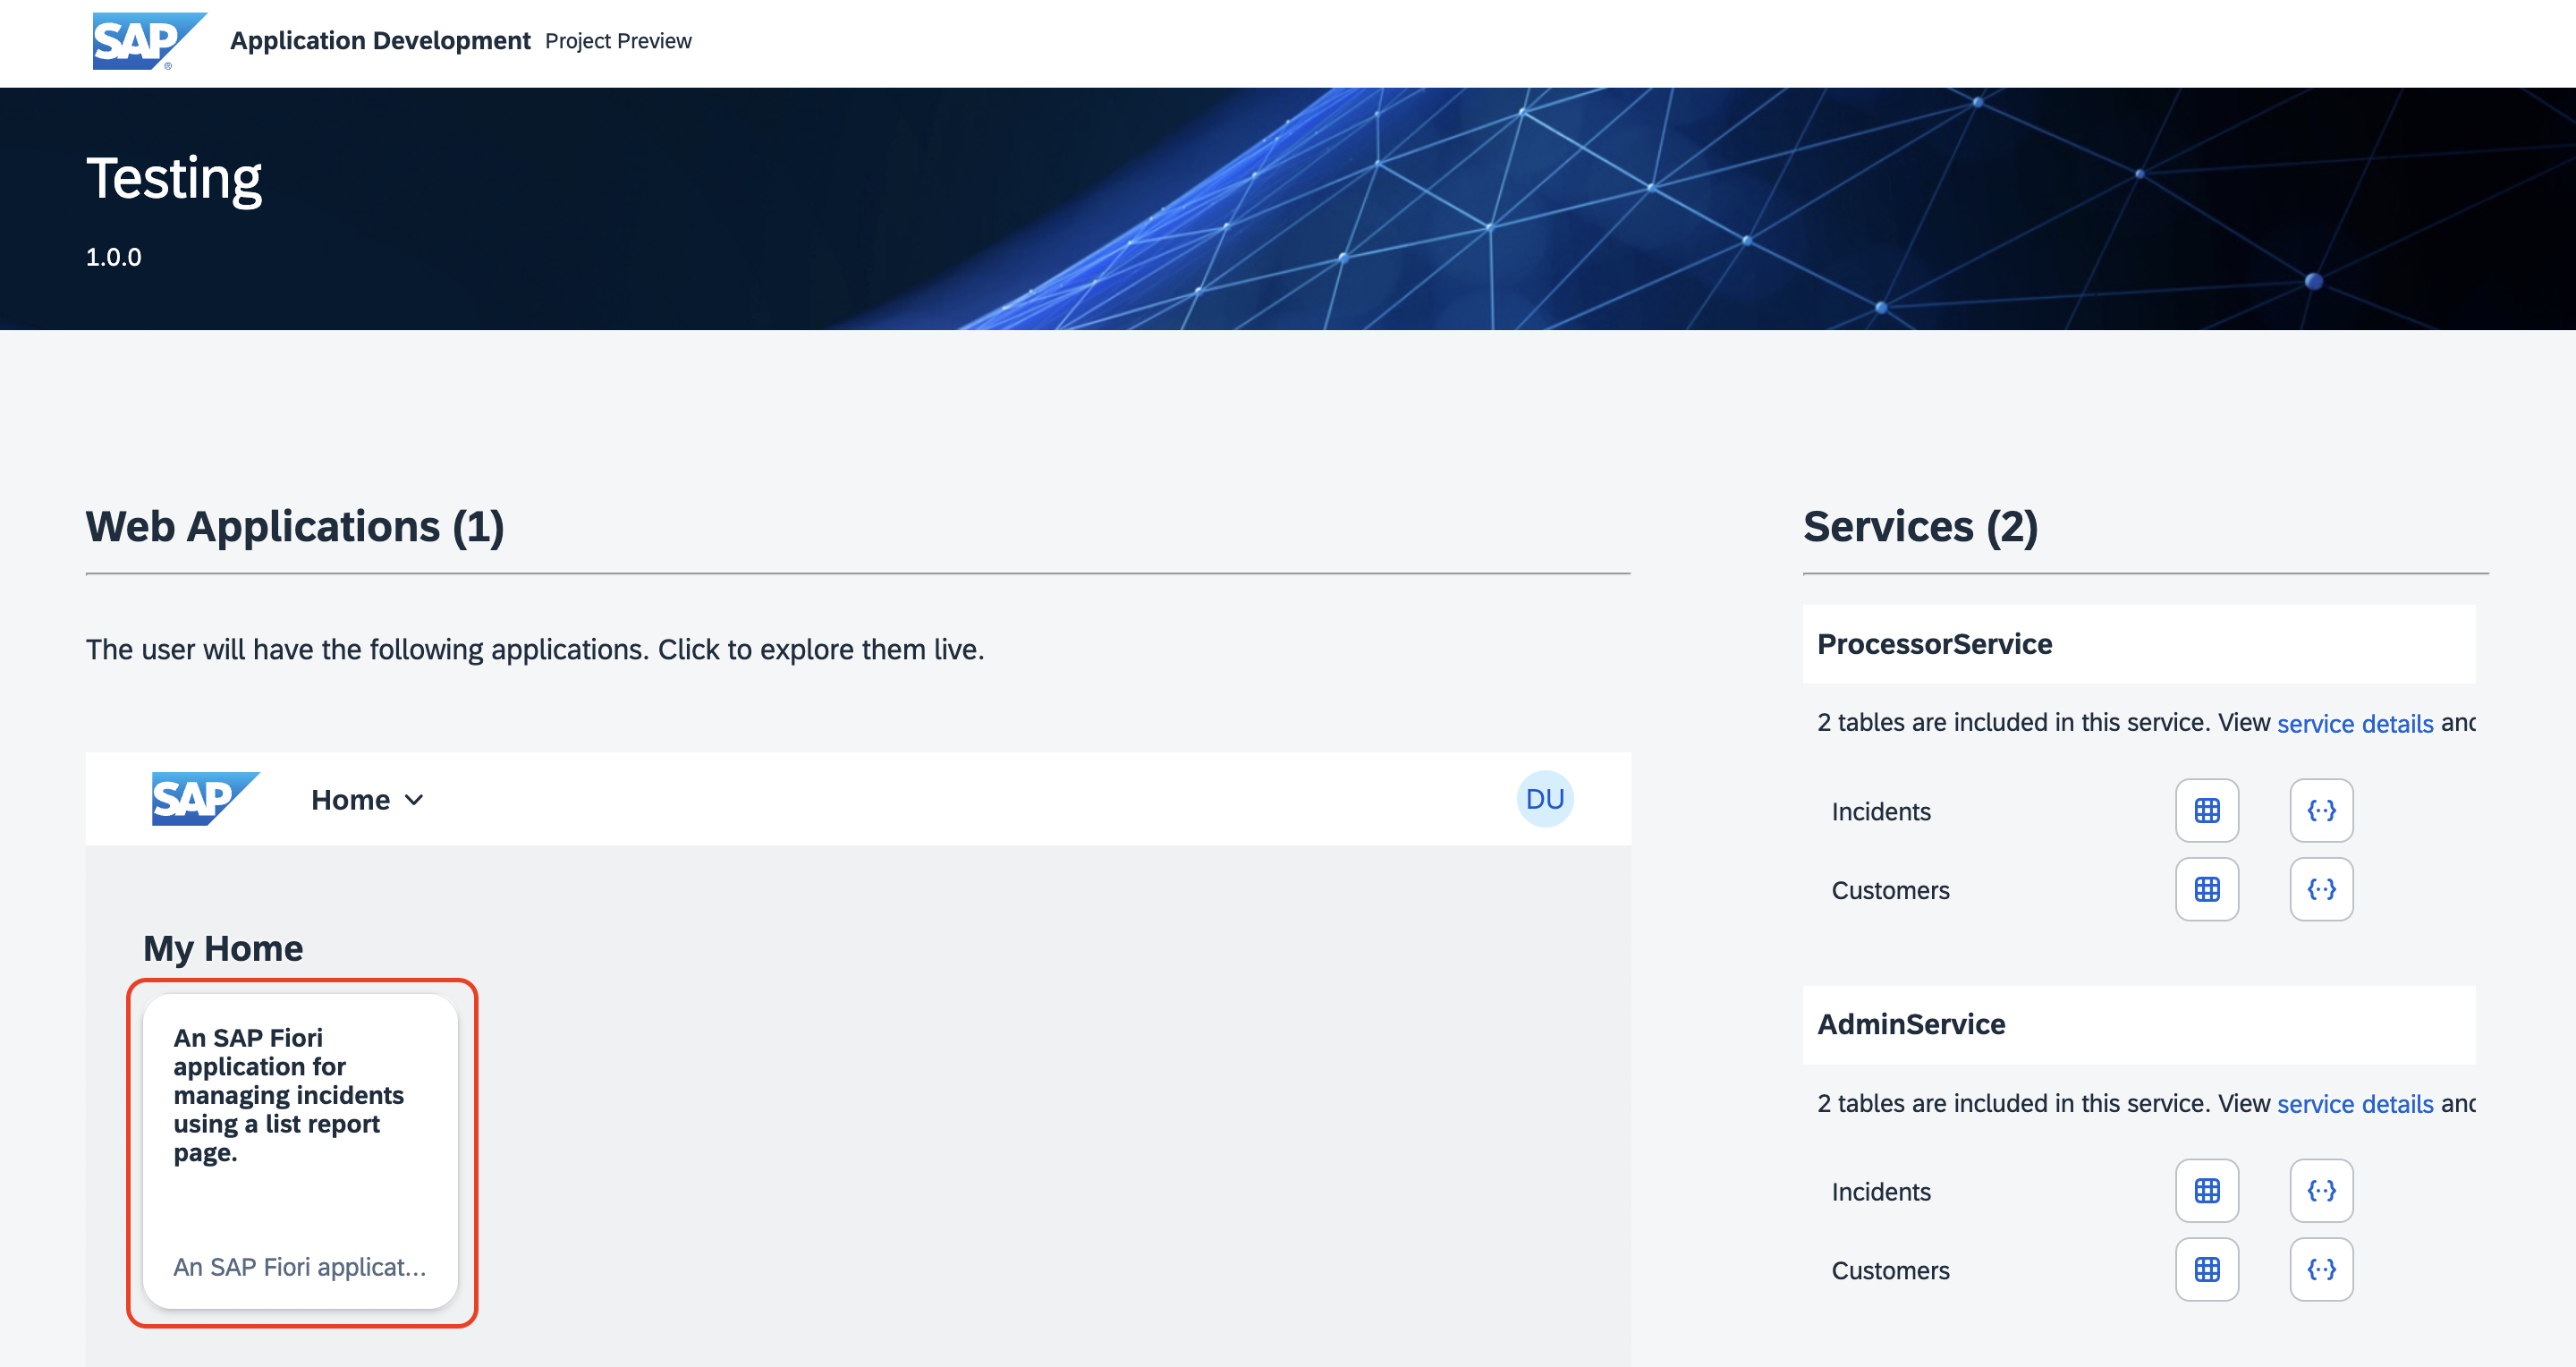 SAP ® Application Development Project Preview
Testing
1.0.0
Web Applications (1)
The user will have the following applications. Click to explore them live.
SAP Home DU
My Home
An SAP Fiori
application for
managing incidents
using a list report
page.
An SAP Fiori applicat...
Services (2)
ProcessorService
2 tables are included in this service. View service details and
Incidents
Customers
AdminService
2 tables are included in this service. View service details and
Incidents
Customers